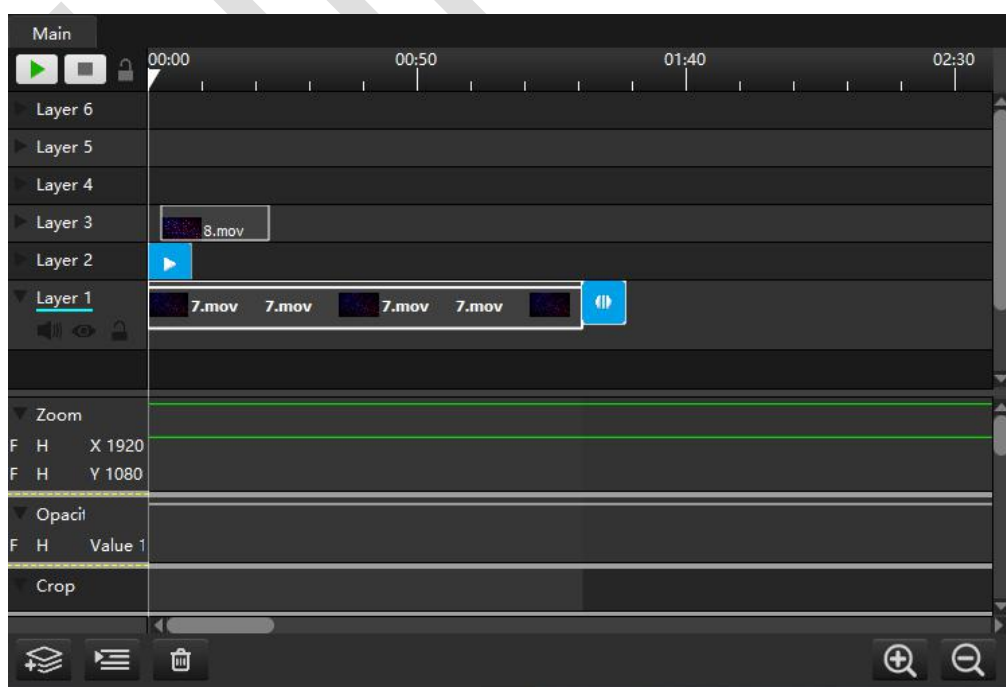 Main
00:00 00:50 01:40 02:30
Layer 6
Layer 5
Layer 4
Layer 3 8.mov
Layer 2
Layer 1 7.mov 7.mov 7.mov 7.mov
Zoom
F H X 1920
F H Y 1080
Opacit
F H Value 1
Crop